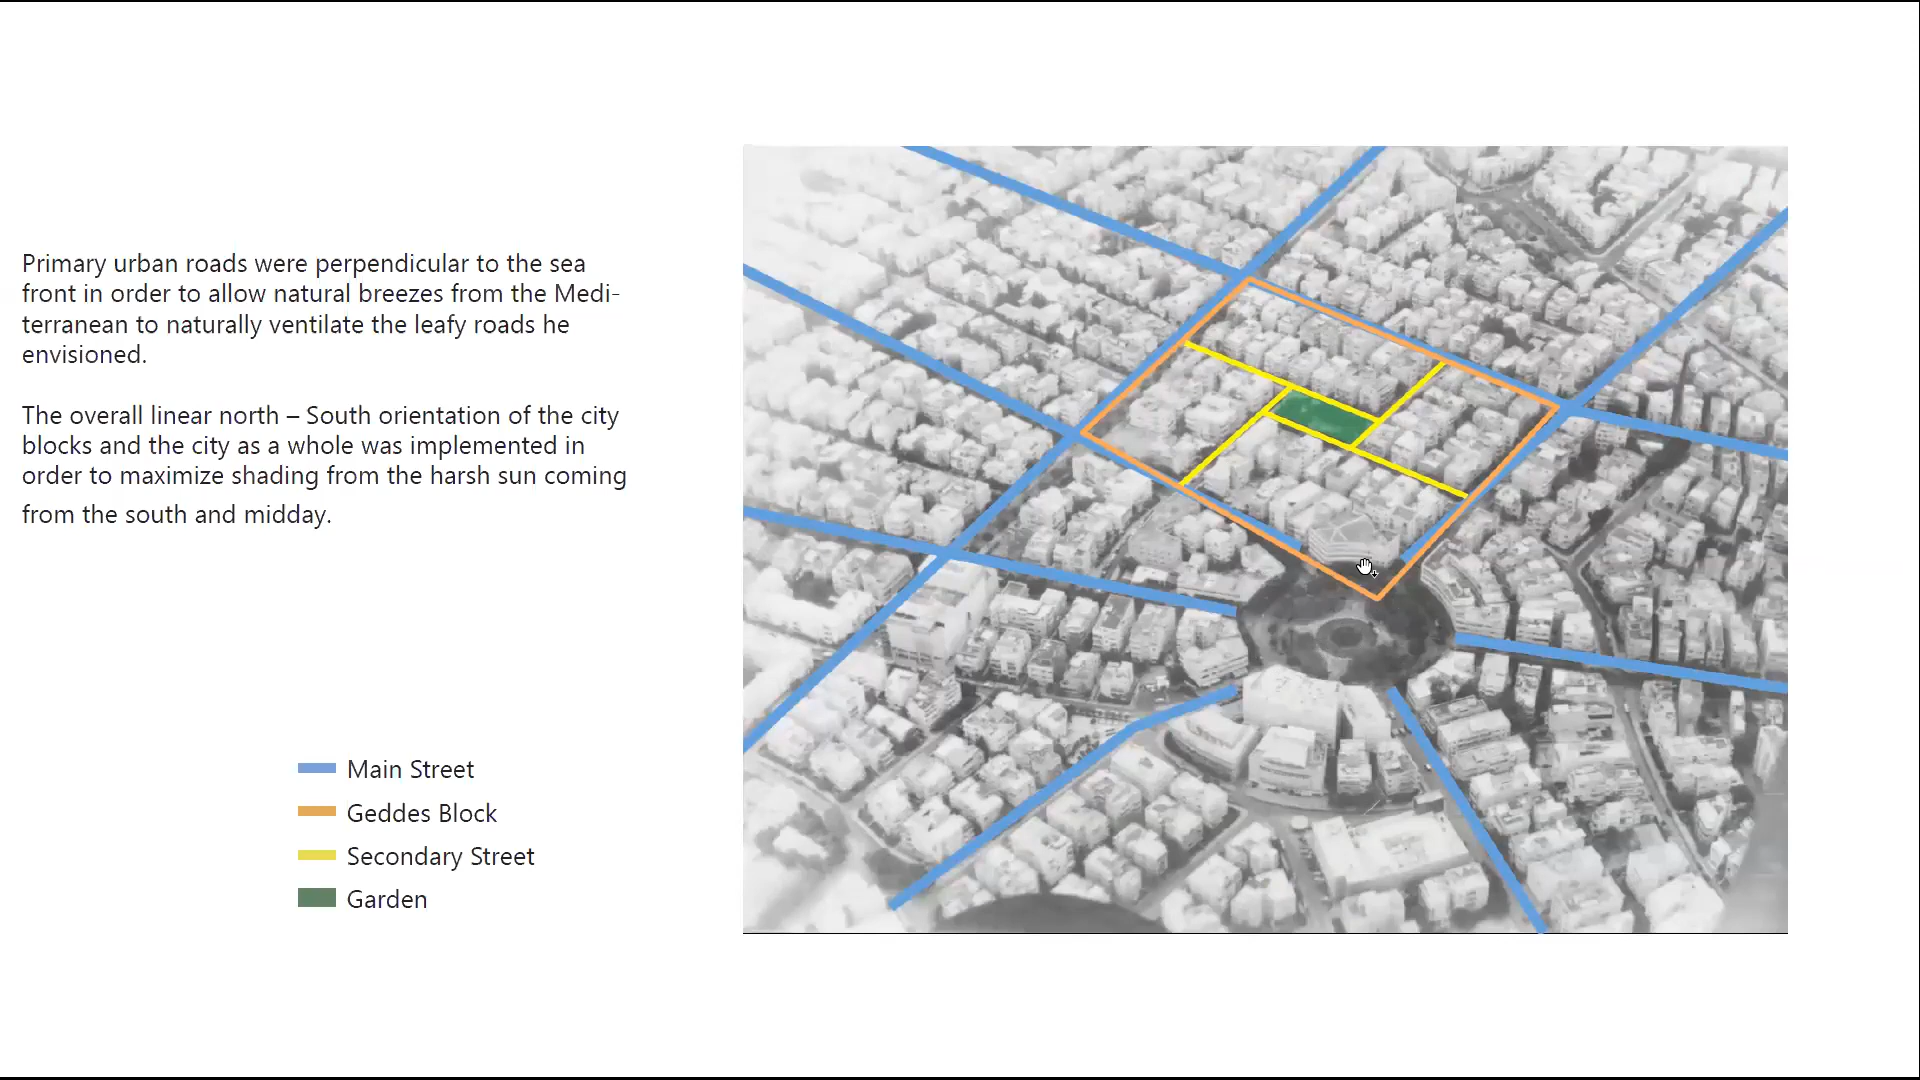 Primary urban roads were perpendicular to the sea
front in order to allow natural breezes from the Medi-
terranean to naturally ventilate the leafy roads he
envisioned.
The overall linear north – South orientation of the city
blocks and the city as a whole was implemented in
order to maximize shading from the harsh sun coming
from the south and midday.
Main Street
Geddes Block
Secondary Street
Garden